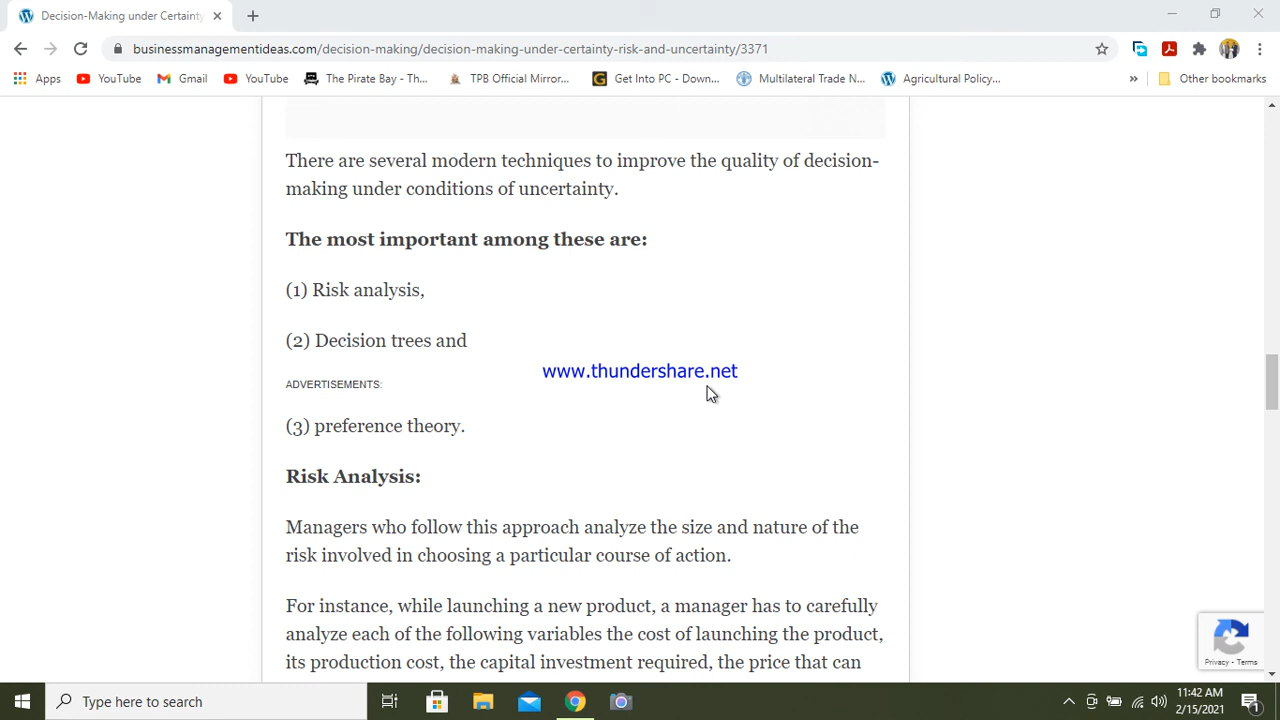 Decision-Making under Certainty
businessmanagementideas.com/decision-making/decision-making-under-certainty-risk-and-uncertainty/3371
Apps YouTube Gmail YouTube The Pirate Bay - Th... TPB Official Mirror... Get Into PC - Down... Multilateral Trade N... Agricultural Policy... » Other bookmarks
There are several modern techniques to improve the quality of decision-
making under conditions of uncertainty.
The most important among these are:
(1) Risk analysis,
(2) Decision trees and
www.thundershare.net
ADVERTISEMENTS:
(3) preference theory.
Risk Analysis:
Managers who follow this approach analyze the size and nature of the
risk involved in choosing a particular course of action.
For instance, while launching a new product, a manager has to carefully
analyze each of the following variables the cost of launching the product,
its production cost, the capital investment required, the price that can
Privacy - Terms
Type here to search
11:42 AM
2/15/2021
1